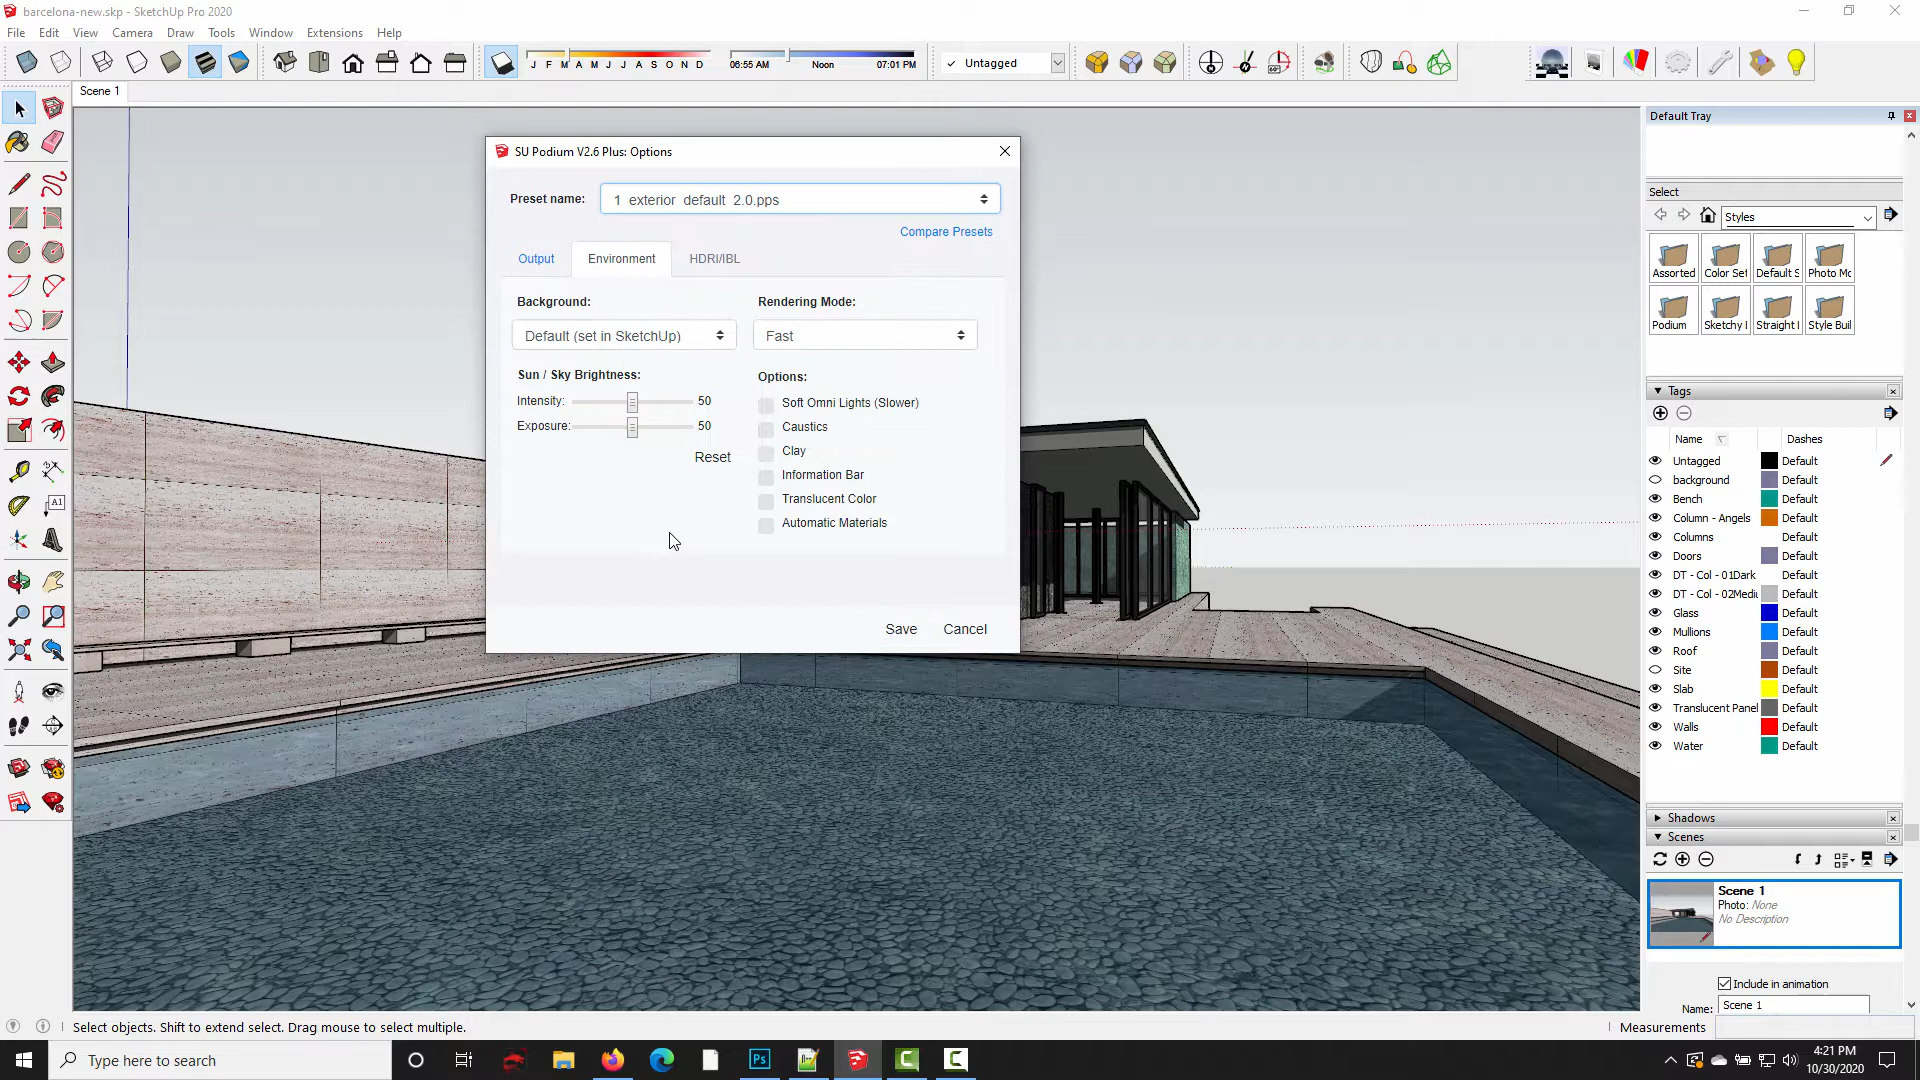 barcelona-new.skp - SketchUp Pro 2020
File Edit View Camera Draw Tools Window Extensions Help
J F M A M J J A S O N D
06:55 AM Noon 07:01 PM
✓ Untagged
Scene 1
SU Podium V2.6 Plus: Options
Preset name: 1_exterior_default_2.0.pps
Compare Presets
Output Environment HDRI/IBL
Background: Rendering Mode:
Default (set in SketchUp) Fast
Sun / Sky Brightness:
Options:
Intensity: 50
Exposure: 50
Reset
Soft Omni Lights (Slower)
Caustics
Clay
Information Bar
Translucent Color
Automatic Materials
Save Cancel
Default Tray
Select
Styles
Assorted Color Set Default S Photo Mc
Podium Sketchy Straight Style Buil
Tags
Name Dashes
Untagged Default
background Default
Bench Default
Column - Angels Default
Columns Default
Doors Default
DT - Col - 01Dark Default
DT - Col - 02Mediu Default
Glass Default
Mullions Default
Roof Default
Site Default
Slab Default
Translucent Panel Default
Walls Default
Water Default
Shadows
Scenes
Scene 1
Photo: None
No Description
Include in animation
Name: Scene 1
Select objects. Shift to extend select. Drag mouse to select multiple.
Measurements
Type here to search
Ps
4:21 PM
10/30/2020